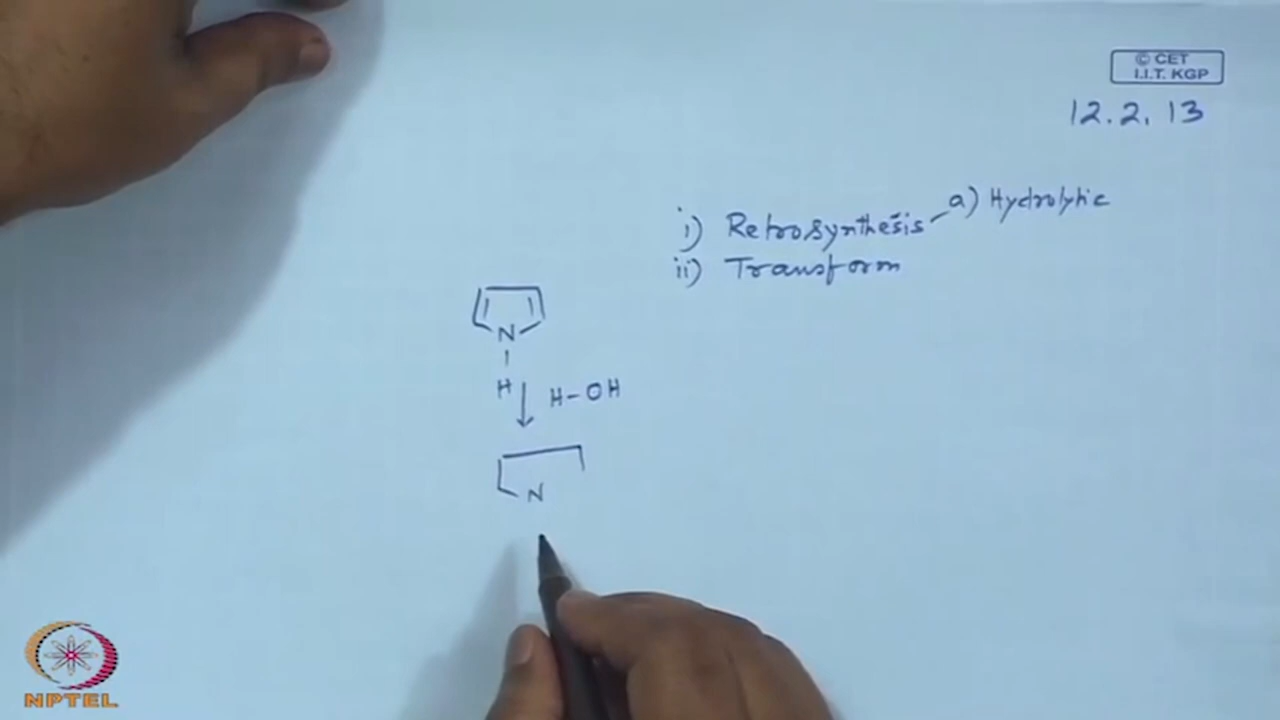 © CET
I.I.T. KGP
12.2.13
i) Retrosynthesis a) Hydrolytic
ii) Transform
N
H H-OH
N
NPTEL